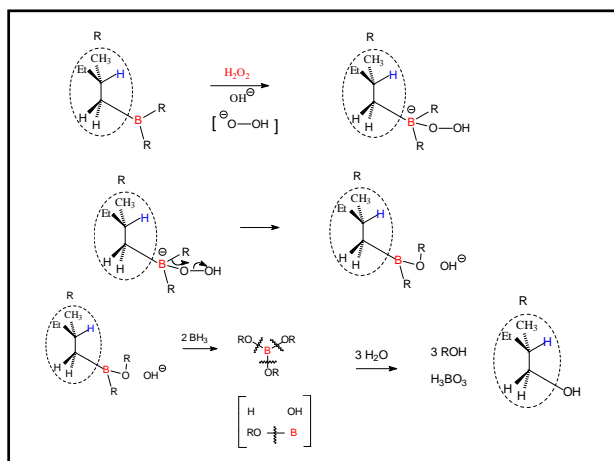 R
CH₃
Et H
H₂O₂
OH⊖
[ ⊖O—OH ]
H H B R
R
R
CH₃
Et H
H H ⊖ B R
O—OH
R
R
CH₃
Et H
H H ⊖ B R
O—OH
R
R
CH₃
Et H
H H B O R
R
OH⊖
R
CH₃
Et H
H H B O R
R
OH⊖
2 BH₃
RO B OR
OR
H OH
RO B
3 H₂O
3 ROH
H₃BO₃
CH₃
Et H
H H OH